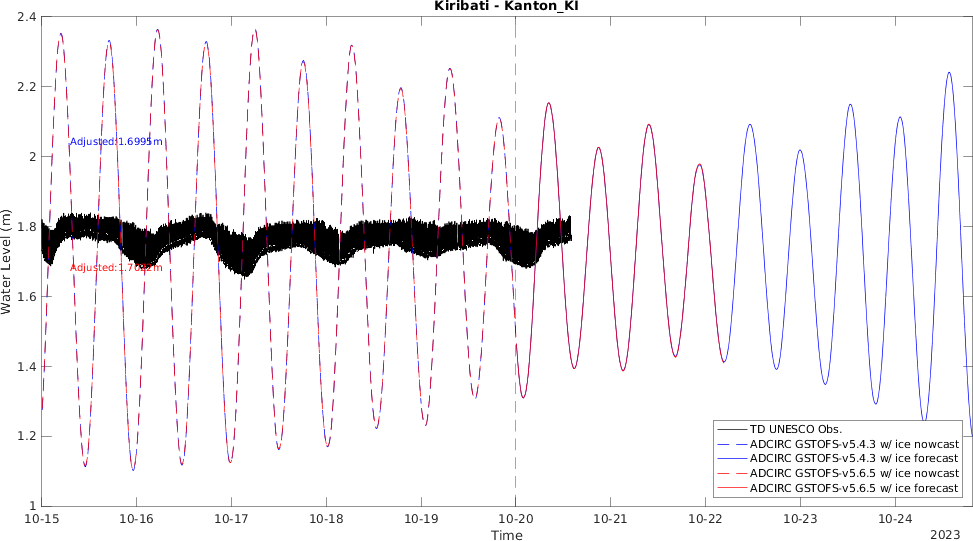 Kiribati - Kanton_KI
Water Level (m)
2.4
2.2
2
1.8
1.6
1.4
1.2
1
Adjusted:1.6995m
10-15
10-16
10-17
10-18
10-19
10-20
10-21
10-22
10-23
10-24
Time
2023
TD UNESCO Obs.
ADCIRC GSTOFS-v5.4.3 w/ ice nowcast
ADCIRC GSTOFS-v5.4.3 w/ ice forecast
ADCIRC GSTOFS-v5.6.5 w/ ice nowcast
ADCIRC GSTOFS-v5.6.5 w/ ice forecast